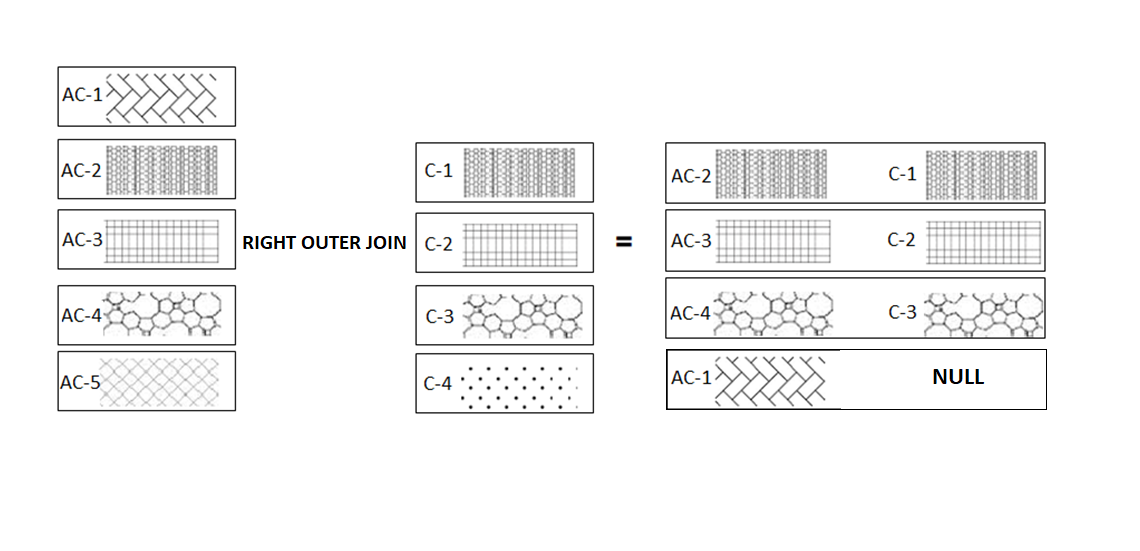 AC-1
AC-2
AC-3
AC-4
AC-5
RIGHT OUTER JOIN
C-1
C-2
C-3
C-4
=
AC-2 C-1
AC-3 C-2
AC-4 C-3
AC-1 NULL